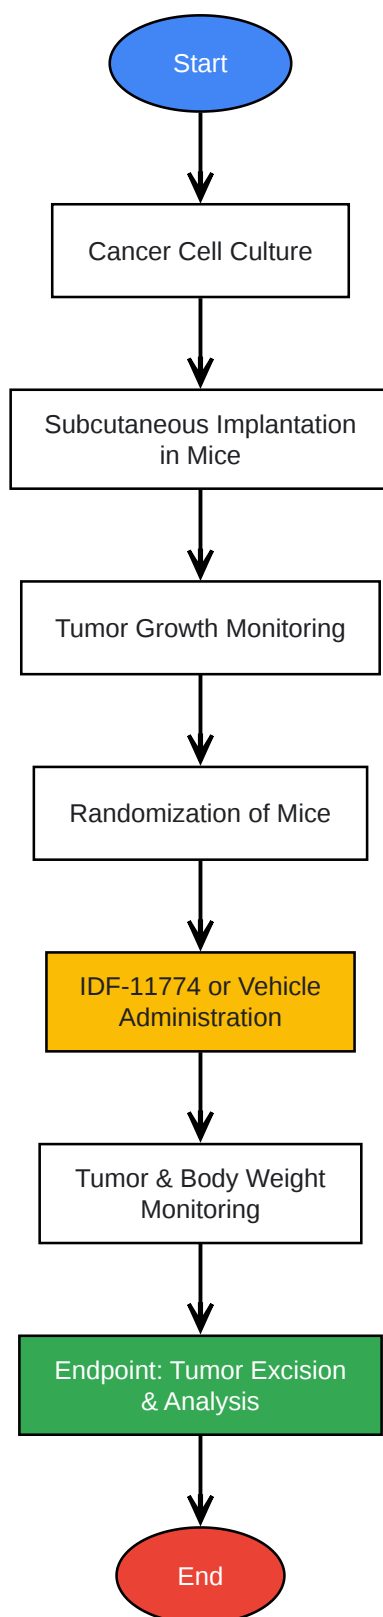 Start
Cancer Cell Culture
Subcutaneous Implantation
in Mice
Tumor Growth Monitoring
Randomization of Mice
IDF-11774 or Vehicle
Administration
Tumor & Body Weight
Monitoring
Endpoint: Tumor Excision
& Analysis
End